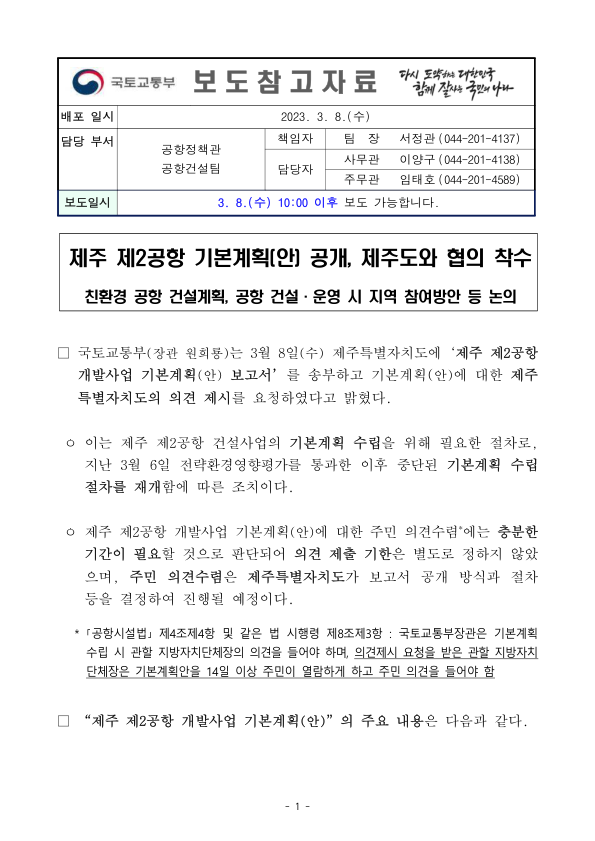 국토교통부 보도참고자료 다시 도약하는 대한민국
함께 잘사는 국민의 나라
배포 일시 2023. 3. 8.(수)
담당 부서 공항정책관 공항건설팀 책임자 팀 장 서정관(044-201-4137)
담당자 사무관 이양구(044-201-4138)
주무관 임태호(044-201-4589)
보도일시 3. 8.(수) 10:00 이후 보도 가능합니다.
제주 제2공항 기본계획(안) 공개, 제주도와 협의 착수
친환경 공항 건설계획, 공항 건설·운영 시 지역 참여방안 등 논의
□ 국토교통부(장관 원희룡)는 3월 8일(수) 제주특별자치도에 ‘제주 제2공항
개발사업 기본계획(안) 보고서’를 송부하고 기본계획(안)에 대한 제주
특별자치도의 의견 제시를 요청하였다고 밝혔다.
ㅇ 이는 제주 제2공항 건설사업의 기본계획 수립을 위해 필요한 절차로,
지난 3월 6일 전략환경영향평가를 통과한 이후 중단된 기본계획 수립
절차를 재개함에 따른 조치이다.
ㅇ 제주 제2공항 개발사업 기본계획(안)에 대한 주민 의견수렴*에는 충분한
기간이 필요할 것으로 판단되어 의견 제출 기한은 별도로 정하지 않았
으며, 주민 의견수렴은 제주특별자치도가 보고서 공개 방식과 절차
등을 결정하여 진행될 예정이다.
* 「공항시설법」 제4조제4항 및 같은 법 시행령 제8조제3항 : 국토교통부장관은 기본계획
수립 시 관할 지방자치단체장의 의견을 들어야 하며, 의견제시 요청을 받은 관할 지방자치
단체장은 기본계획안을 14일 이상 주민이 열람하게 하고 주민 의견을 들어야 함
□ “제주 제2공항 개발사업 기본계획(안)”의 주요 내용은 다음과 같다.
- 1 -